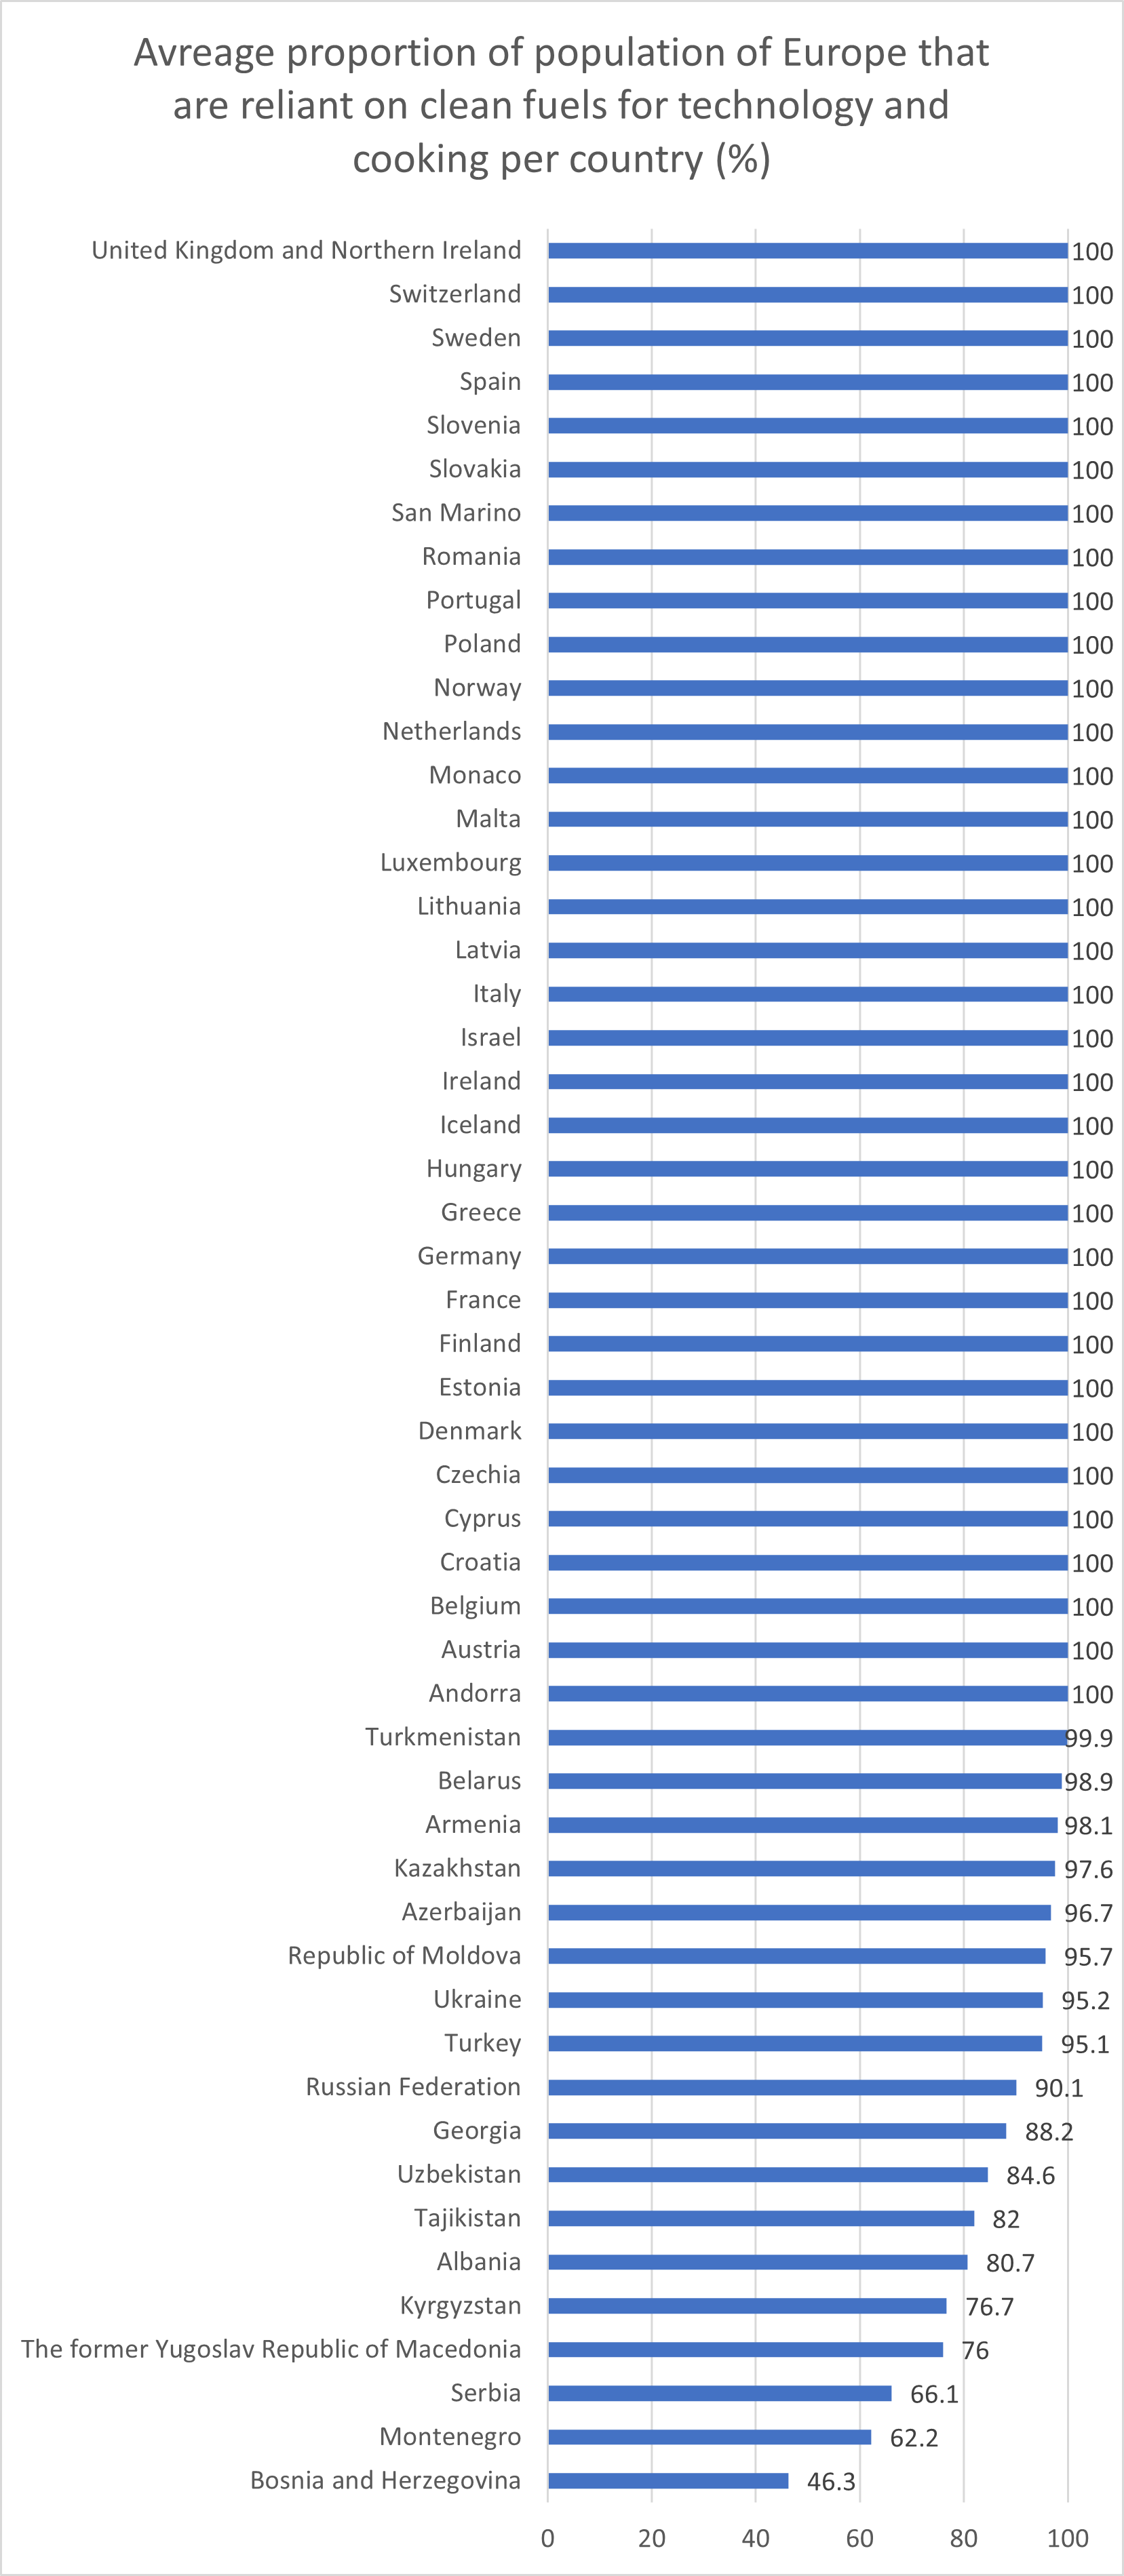 Avreage proportion of population of Europe that
are reliant on clean fuels for technology and
cooking per country (%)
United Kingdom and Northern Ireland 100
Switzerland 100
Sweden 100
Spain 100
Slovenia 100
Slovakia 100
San Marino 100
Romania 100
Portugal 100
Poland 100
Norway 100
Netherlands 100
Monaco 100
Malta 100
Luxembourg 100
Lithuania 100
Latvia 100
Italy 100
Israel 100
Ireland 100
Iceland 100
Hungary 100
Greece 100
Germany 100
France 100
Finland 100
Estonia 100
Denmark 100
Czechia 100
Cyprus 100
Croatia 100
Belgium 100
Austria 100
Andorra 100
Turkmenistan 99.9
Belarus 98.9
Armenia 98.1
Kazakhstan 97.6
Azerbaijan 96.7
Republic of Moldova 95.7
Ukraine 95.2
Turkey 95.1
Russian Federation 90.1
Georgia 88.2
Uzbekistan 84.6
Tajikistan 82
Albania 80.7
Kyrgyzstan 76.7
The former Yugoslav Republic of Macedonia 76
Serbia 66.1
Montenegro 62.2
Bosnia and Herzegovina 46.3
0 20 40 60 80 100